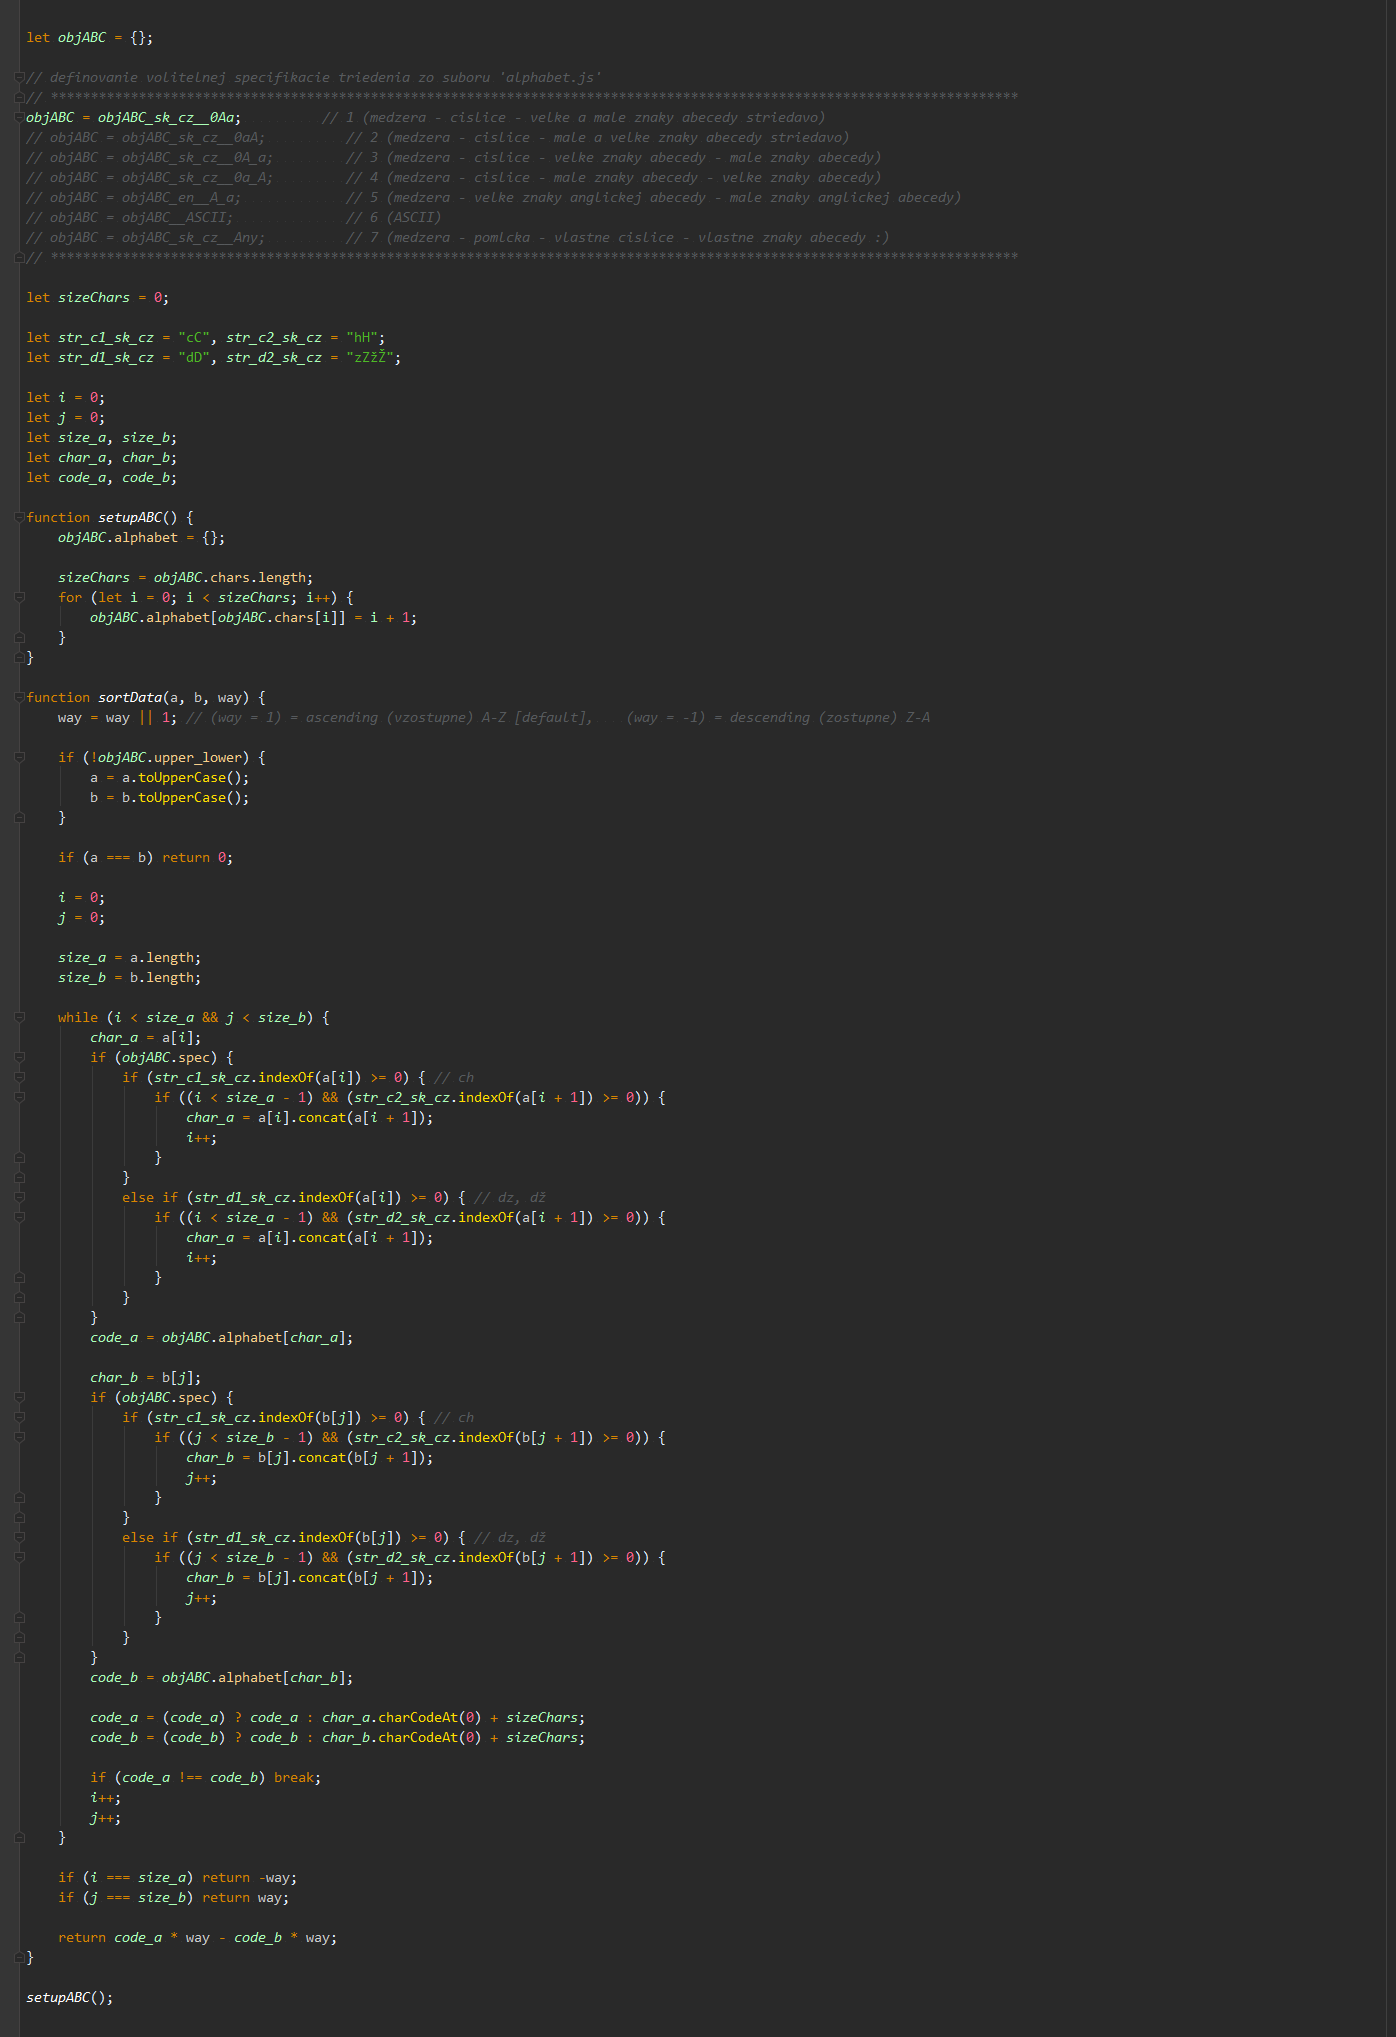 let objABC = {};
// definovanie volitelnej specifikacie triedenia zo suboru 'alphabet.js'
// *************************************************************************************************************************
objABC = objABC_sk_cz__0Aa;          // 1 (medzera - cislice - velke a male znaky abecedy striedavo)
// objABC = objABC_sk_cz__0aA;          // 2 (medzera - cislice - male a velke znaky abecedy striedavo)
// objABC = objABC_sk_cz__0A_a;         // 3 (medzera - cislice - velke znaky abecedy - male znaky abecedy)
// objABC = objABC_sk_cz__0a_A;         // 4 (medzera - cislice - male znaky abecedy - velke znaky abecedy)
// objABC = objABC_en__A_a;             // 5 (medzera - velke znaky anglickej abecedy - male znaky anglickej abecedy)
// objABC = objABC__ASCII;              // 6 (ASCII)
// objABC = objABC_sk_cz__Any;          // 7 (medzera - pomlcka - vlastne cislice - vlastne znaky abecedy :)
// *************************************************************************************************************************
let sizeChars = 0;
let str_c1_sk_cz = "cC", str_c2_sk_cz = "hH";
let str_d1_sk_cz = "dD", str_d2_sk_cz = "zZžŽ";
let i = 0;
let j = 0;
let size_a, size_b;
let char_a, char_b;
let code_a, code_b;
function setupABC() {
    objABC.alphabet = {};
    sizeChars = objABC.chars.length;
    for (let i = 0; i < sizeChars; i++) {
        objABC.alphabet[objABC.chars[i]] = i + 1;
    }
}
function sortData(a, b, way) {
    way = way || 1; // (way = 1) = ascending (vzostupne) A-Z [default],    (way = -1) = descending (zostupne) Z-A
    if (!objABC.upper_lower) {
        a = a.toUpperCase();
        b = b.toUpperCase();
    }
    if (a === b) return 0;
    i = 0;
    j = 0;
    size_a = a.length;
    size_b = b.length;
    while (i < size_a && j < size_b) {
        char_a = a[i];
        if (objABC.spec) {
            if (str_c1_sk_cz.indexOf(a[i]) >= 0) { // ch
                if ((i < size_a - 1) && (str_c2_sk_cz.indexOf(a[i + 1]) >= 0)) {
                    char_a = a[i].concat(a[i + 1]);
                    i++;
                }
            }
            else if (str_d1_sk_cz.indexOf(a[i]) >= 0) { // dz, dž
                if ((i < size_a - 1) && (str_d2_sk_cz.indexOf(a[i + 1]) >= 0)) {
                    char_a = a[i].concat(a[i + 1]);
                    i++;
                }
            }
        }
        code_a = objABC.alphabet[char_a];
        char_b = b[j];
        if (objABC.spec) {
            if (str_c1_sk_cz.indexOf(b[j]) >= 0) { // ch
                if ((j < size_b - 1) && (str_c2_sk_cz.indexOf(b[j + 1]) >= 0)) {
                    char_b = b[j].concat(b[j + 1]);
                    j++;
                }
            }
            else if (str_d1_sk_cz.indexOf(b[j]) >= 0) { // dz, dž
                if ((j < size_b - 1) && (str_d2_sk_cz.indexOf(b[j + 1]) >= 0)) {
                    char_b = b[j].concat(b[j + 1]);
                    j++;
                }
            }
        }
        code_b = objABC.alphabet[char_b];
        code_a = (code_a) ? code_a : char_a.charCodeAt(0) + sizeChars;
        code_b = (code_b) ? code_b : char_b.charCodeAt(0) + sizeChars;
        if (code_a !== code_b) break;
        i++;
        j++;
    }
    if (i === size_a) return -way;
    if (j === size_b) return way;
    return code_a * way - code_b * way;
}
setupABC();